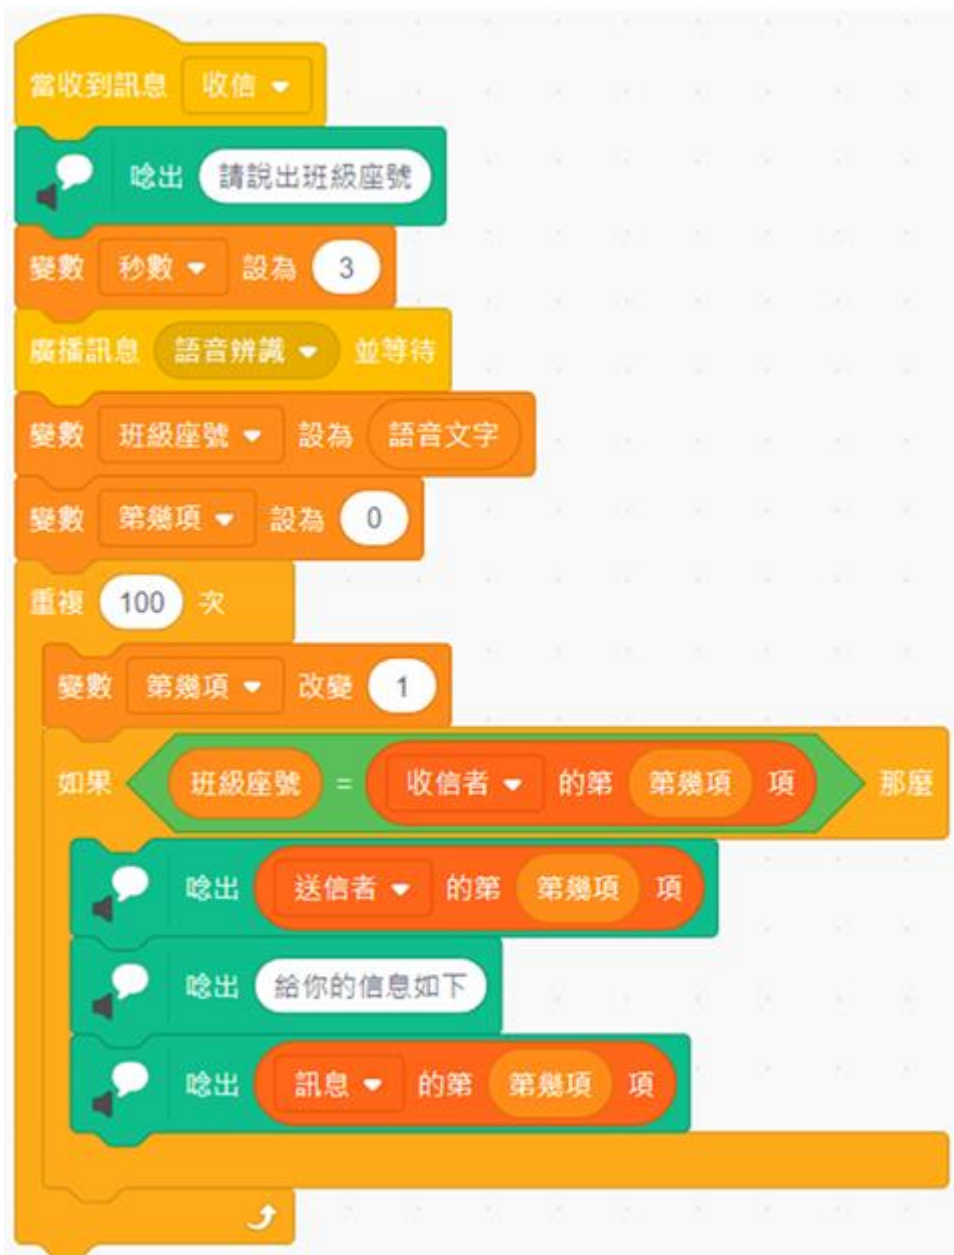 當收到訊息 收信
唸出 請說出班級座號
變數 秒數 設為 3
廣播訊息 語音辨識 並等待
變數 班級座號 設為 語音文字
變數 第幾項 設為 0
重複 100 次
變數 第幾項 改變 1
如果 班級座號 = 收信者 的第 第幾項 項 那麼
唸出 送信者 的第 第幾項 項
唸出 給你的信息如下
唸出 訊息 的第 第幾項 項